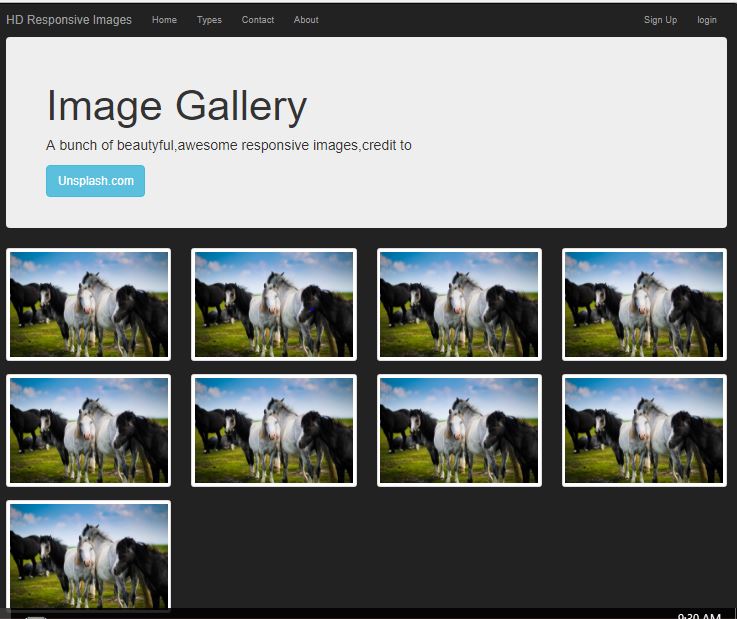 HD Responsive Images Home Types Contact About Sign Up login
Image Gallery
A bunch of beautyful,awesome responsive images,credit to
Unsplash.com
9:30 AM